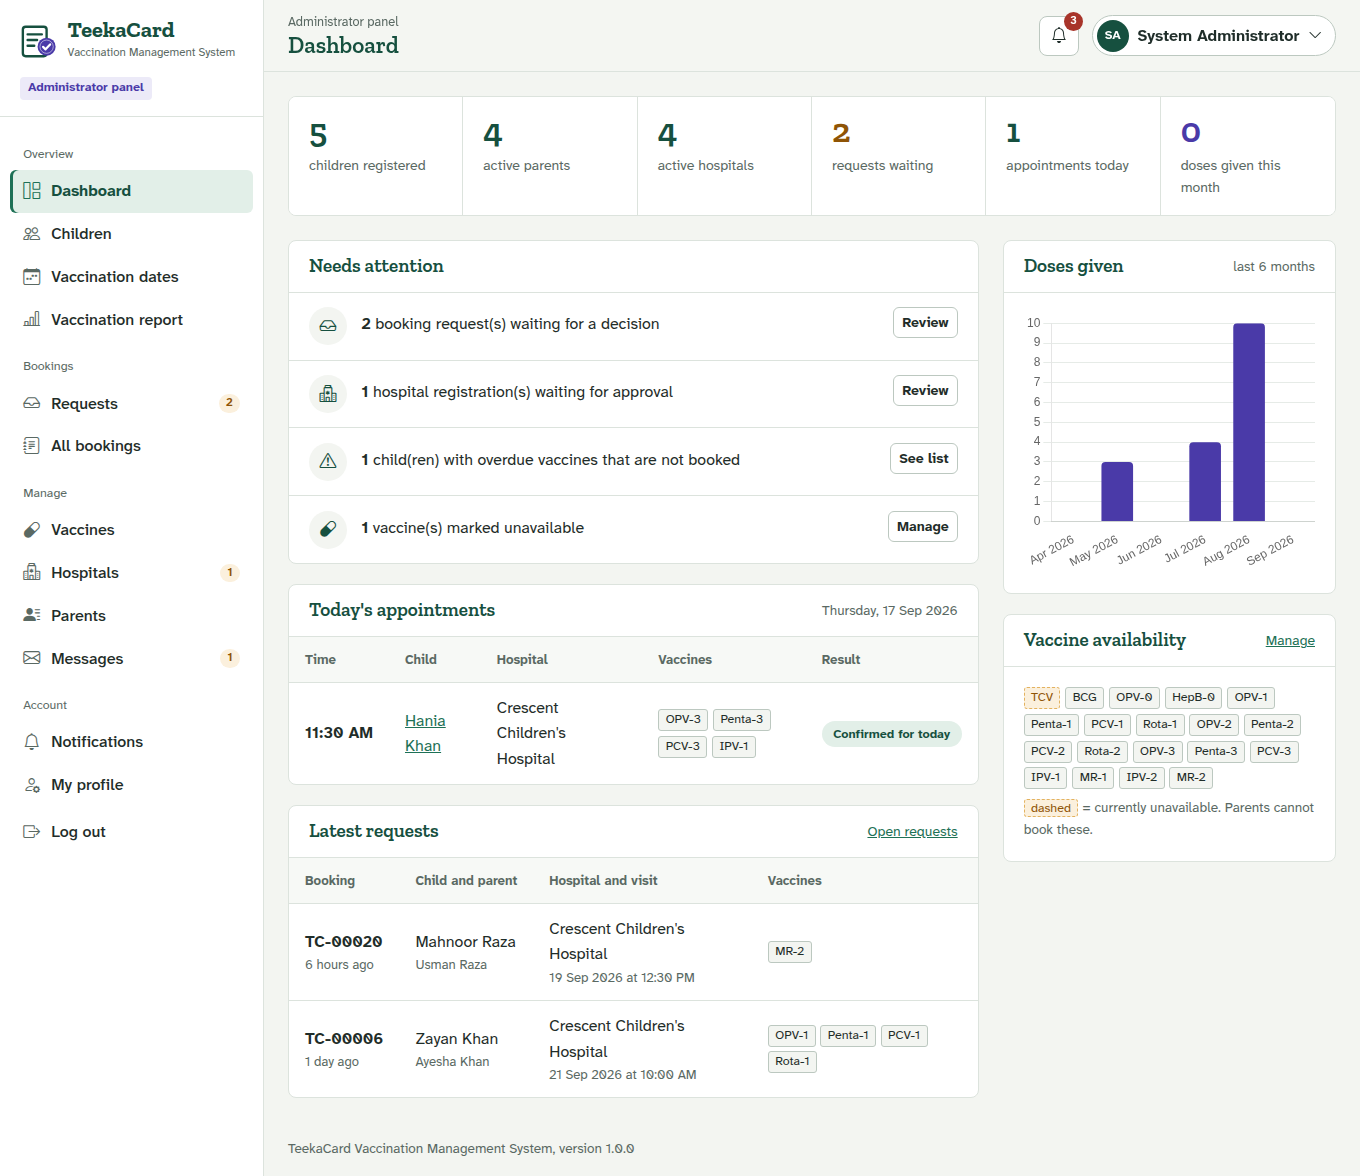 TeekaCard
Vaccination Management System
Administrator panel
Overview
Dashboard
Children
Vaccination dates
Vaccination report
Bookings
Requests 2
All bookings
Manage
Vaccines
Hospitals 1
Parents
Messages 1
Account
Notifications
My profile
Log out
Administrator panel
Dashboard
3
SA System Administrator
5
children registered
4
active parents
4
active hospitals
2
requests waiting
1
appointments today
0
doses given this
month
Needs attention
2 booking request(s) waiting for a decision Review
1 hospital registration(s) waiting for approval Review
1 child(ren) with overdue vaccines that are not booked See list
1 vaccine(s) marked unavailable Manage
Today's appointments Thursday, 17 Sep 2026
Time Child Hospital Vaccines Result
11:30 AM
Hania
Khan
Crescent
Children's
Hospital
OPV-3 Penta-3
PCV-3 IPV-1
Confirmed for today
Latest requests Open requests
Booking Child and parent Hospital and visit Vaccines
TC-00020
6 hours ago
Mahnoor Raza
Usman Raza
Crescent Children's
Hospital
19 Sep 2026 at 12:30 PM
MR-2
TC-00006
1 day ago
Zayan Khan
Ayesha Khan
Crescent Children's
Hospital
21 Sep 2026 at 10:00 AM
OPV-1 Penta-1 PCV-1
Rota-1
Doses given last 6 months
10
9
8
7
6
5
4
3
2
1
0
Apr 2026 May 2026 Jun 2026 Jul 2026 Aug 2026 Sep 2026
Vaccine availability Manage
TCV BCG OPV-0 HepB-0 OPV-1
Penta-1 PCV-1 Rota-1 OPV-2 Penta-2
PCV-2 Rota-2 OPV-3 Penta-3 PCV-3
IPV-1 MR-1 IPV-2 MR-2
dashed = currently unavailable. Parents cannot
book these.
TeekaCard Vaccination Management System, version 1.0.0